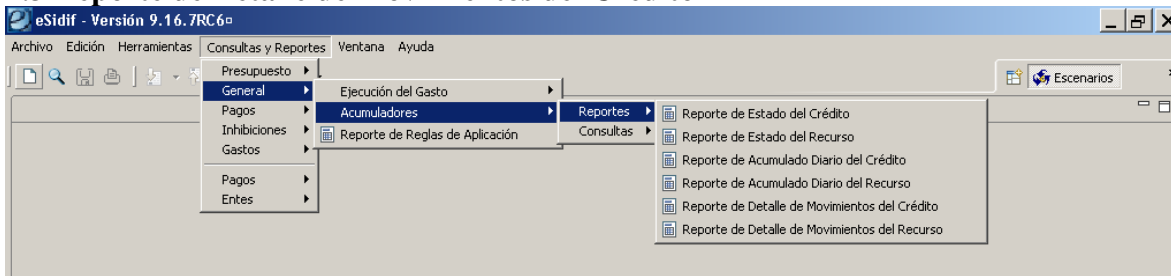 eSidif - Versión 9.16.7RC6
Archivo Edición Herramientas Consultas y Reportes Ventana Ayuda
Presupuesto
General
Pagos
Inhibiciones
Gastos
Pagos
Entes
Ejecución del Gasto
Acumuladores
Reporte de Reglas de Aplicación
Reportes
Consultas
Reporte de Estado del Crédito
Reporte de Estado del Recurso
Reporte de Acumulado Diario del Crédito
Reporte de Acumulado Diario del Recurso
Reporte de Detalle de Movimientos del Crédito
Reporte de Detalle de Movimientos del Recurso
Escenarios